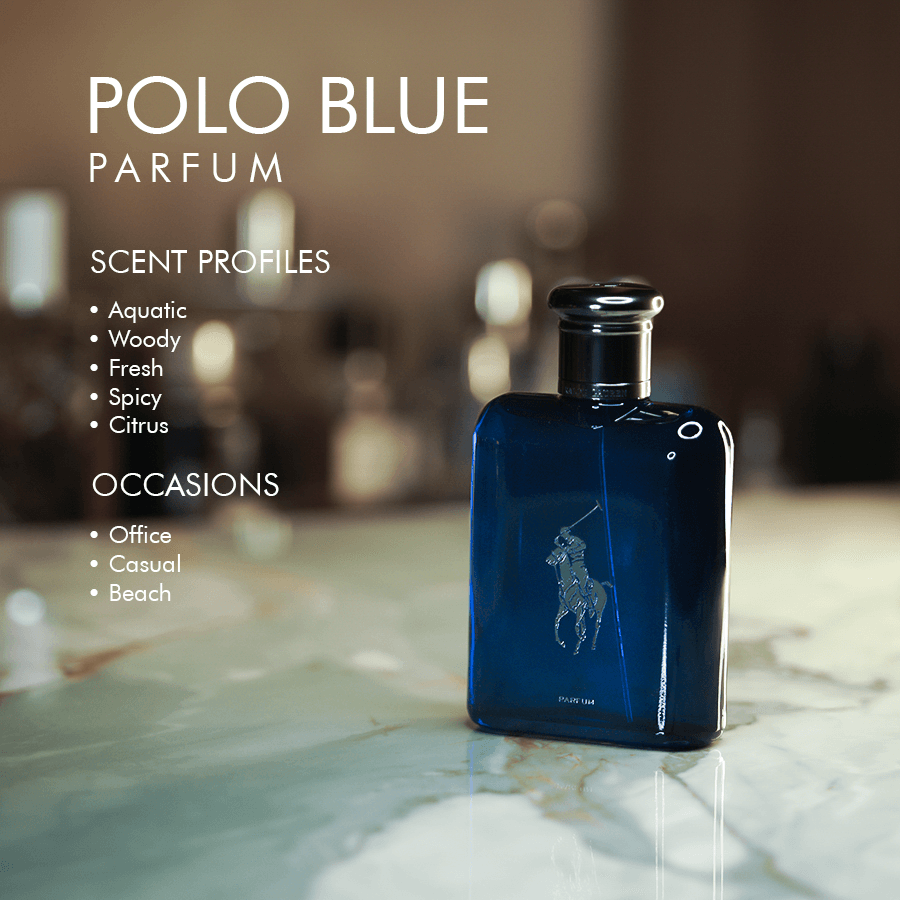 POLO BLUE
PARFUM
SCENT PROFILES
• Aquatic
• Woody
• Fresh
• Spicy
• Citrus
OCCASIONS
• Office
• Casual
• Beach
PARFUM